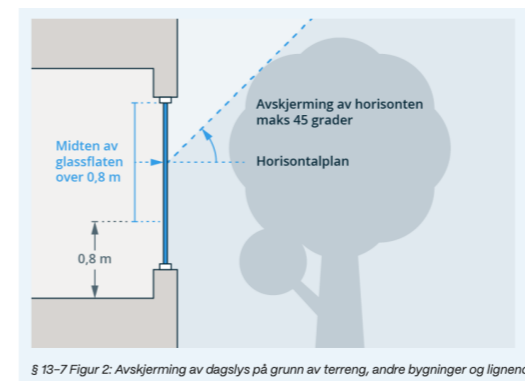 Avskjerming av horisonten
maks 45 grader
Midten av
glassflaten
over 0,8 m
Horisontalplan
0,8 m
§ 13-7 Figur 2: Avskjerming av dagslys på grunn av terreng, andre bygninger og lignend